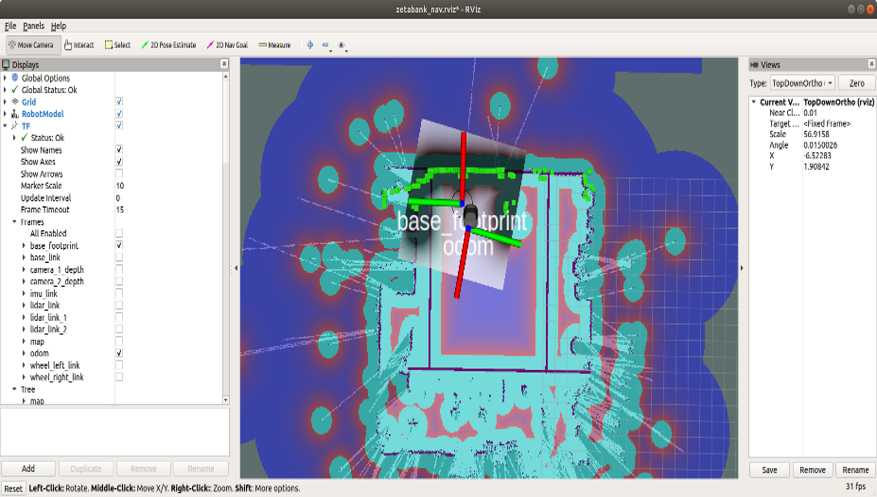 zetabank_nav.rviz* - RViz
File Panels Help
Move Camera Interact Select 2D Pose Estimate 2D Nav Goal Measure
Displays
Global Options
Global Status: Ok
Grid
RobotModel
TF
Status: Ok
Show Names
Show Axes
Show Arrows
Marker Scale 10
Update Interval 0
Frame Timeout 15
Frames
All Enabled
base_footprint
base_link
camera_1_depth
camera_2_depth
imu_link
lidar_link
lidar_link_1
lidar_link_2
map
odom
wheel_left_link
wheel_right_link
Tree
map
Add Duplicate Remove Rename
base_footprint
odom
Views
Type: TopDownOrtho ( Zero
Current V... TopDownOrtho (rviz)
Near Cl... 0.01
Target ... <Fixed Frame>
Scale 56.9158
Angle 0.0150026
X -6.52283
Y 1.90842
Save Remove Rename
Reset Left-Click: Rotate. Middle-Click: Move X/Y. Right-Click: Zoom. Shift: More options. 31 fps